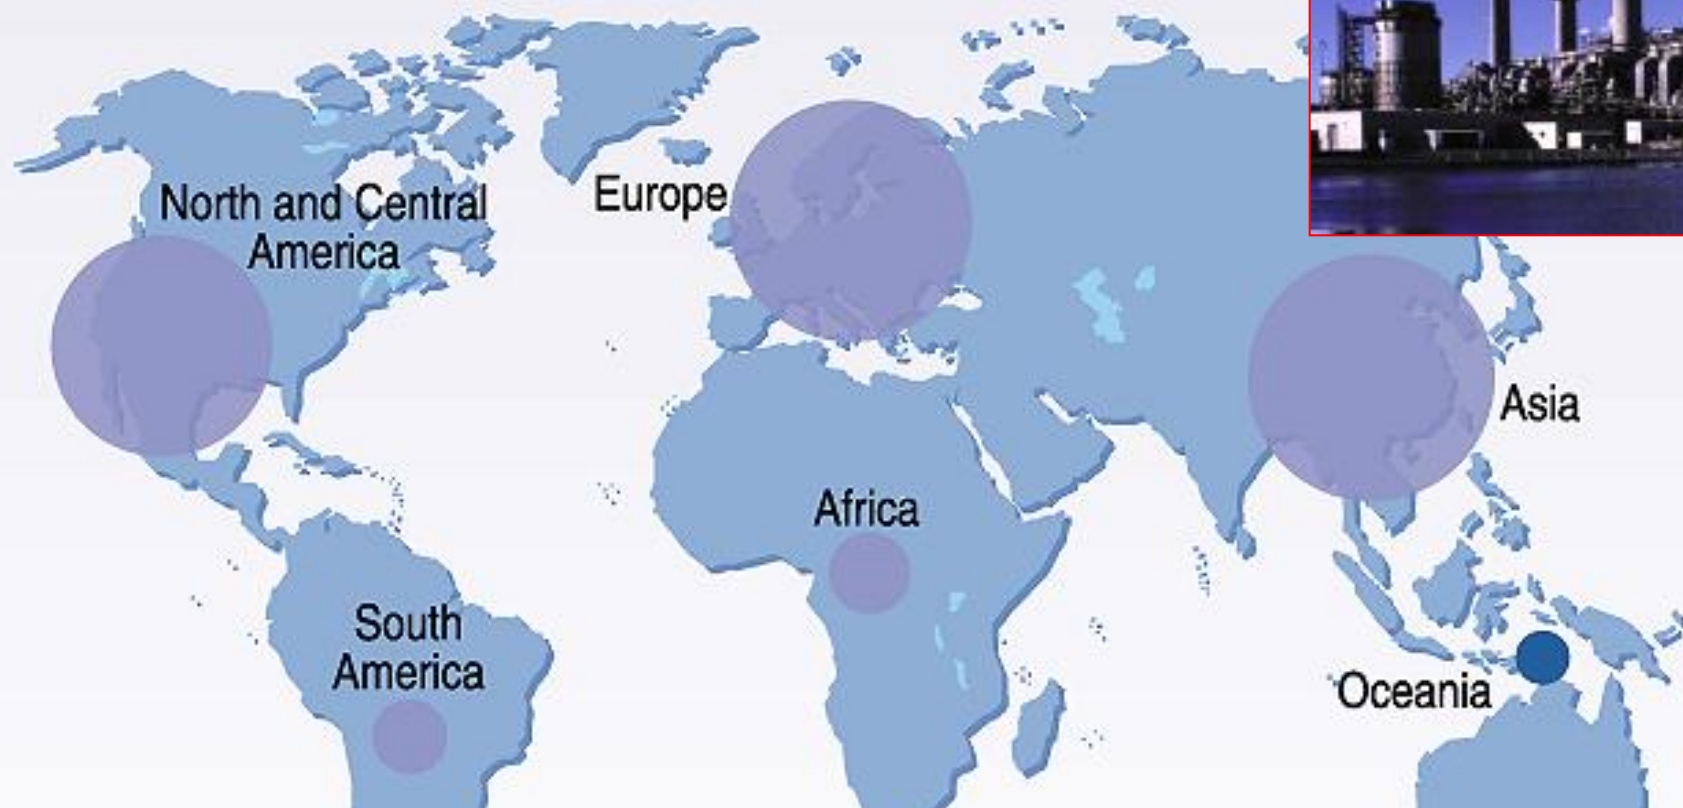 North and Central
America
Europe
Asia
Africa
South
America
Oceania